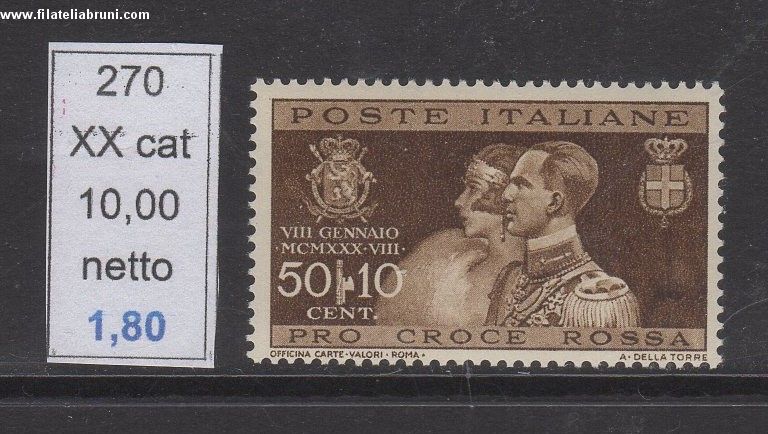 www.filateliabruni.com
270
XX cat
10,00
netto
1,80
POSTE ITALIANE
VIII GENNAIO
MCMXXX·VIII·
50 10
CENT.
PRO CROCE ROSSA
OFFICINA CARTE-VALORI·ROMA·
A·DELLA TORRE